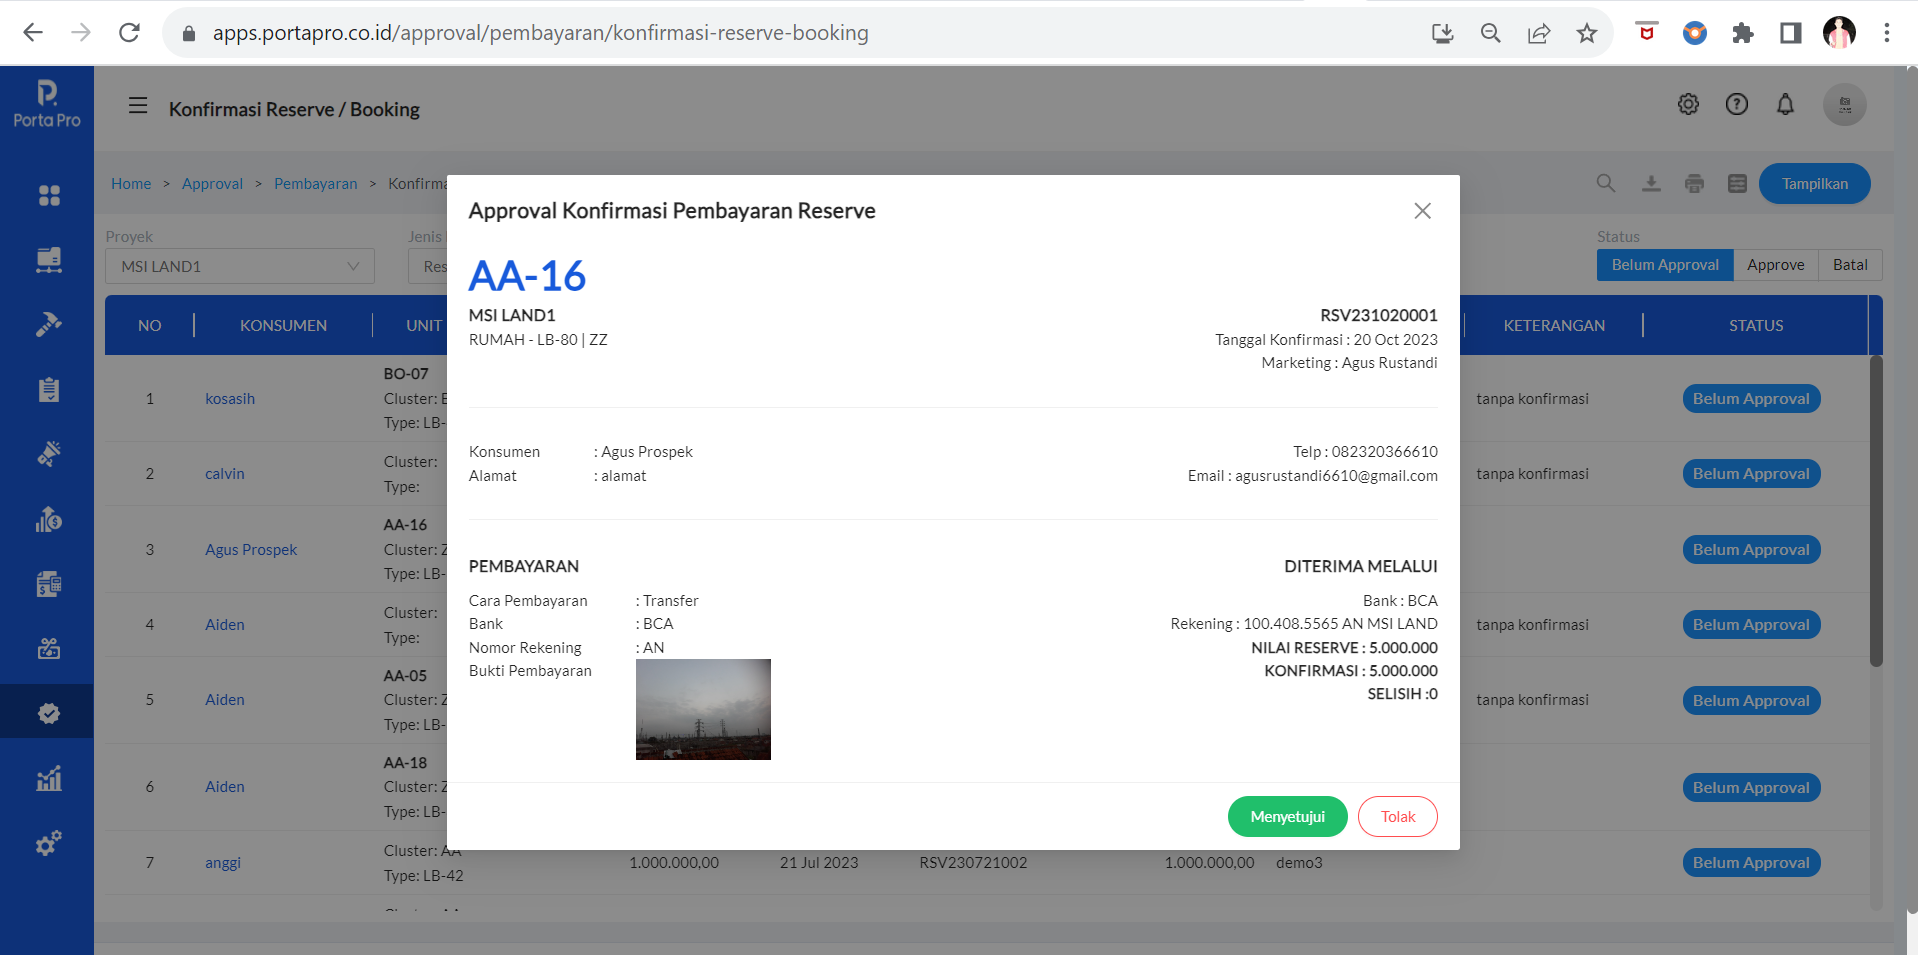 apps.portapro.co.id/approval/pembayaran/konfirmasi-reserve-booking
Porta Pro
Konfirmasi Reserve / Booking
Home > Approval > Pembayaran >
Tampilkan
Proyek
MSI LAND1
Jenis
Res
Status
Belum Approval Approve Batal
NO KONSUMEN UNIT KETERANGAN STATUS
BO-07
1 kosasih Cluster: tanpa konfirmasi Belum Approval
Type: LB-
Cluster:
2 calvin tanpa konfirmasi Belum Approval
Type:
AA-16
3 Agus Prospek Cluster: Z Belum Approval
Type: LB-
Cluster:
4 Aiden tanpa konfirmasi Belum Approval
Type:
AA-05
5 Aiden Cluster: Z tanpa konfirmasi Belum Approval
Type: LB-
AA-18
6 Aiden Cluster: Z Belum Approval
Type: LB-
Cluster: AA
7 anggi 1.000.000,00 21 Jul 2023 RSV230721002 1.000.000,00 demo3 Belum Approval
Type: LB-42
Approval Konfirmasi Pembayaran Reserve
AA-16
MSI LAND1 RSV231020001
RUMAH - LB-80 | ZZ Tanggal Konfirmasi : 20 Oct 2023
Marketing : Agus Rustandi
Konsumen : Agus Prospek Telp : 082320366610
Alamat : alamat Email : agusrustandi6610@gmail.com
PEMBAYARAN DITERIMA MELALUI
Cara Pembayaran : Transfer Bank : BCA
Bank : BCA Rekening : 100.408.5565 AN MSI LAND
Nomor Rekening : AN NILAI RESERVE : 5.000.000
Bukti Pembayaran KONFIRMASI : 5.000.000
SELISIH :0
Menyetujui Tolak